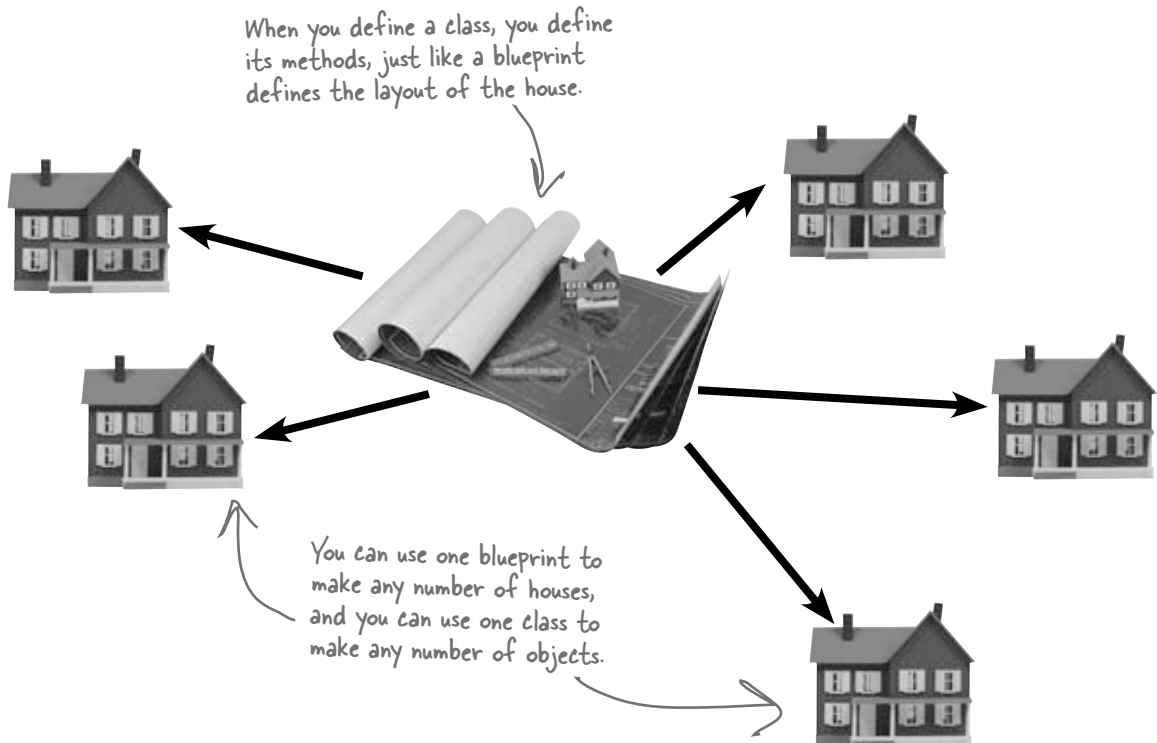 When you define a class, you define
its methods, just like a blueprint
defines the layout of the house.
You can use one blueprint to
make any number of houses,
and you can use one class to
make any number of objects.